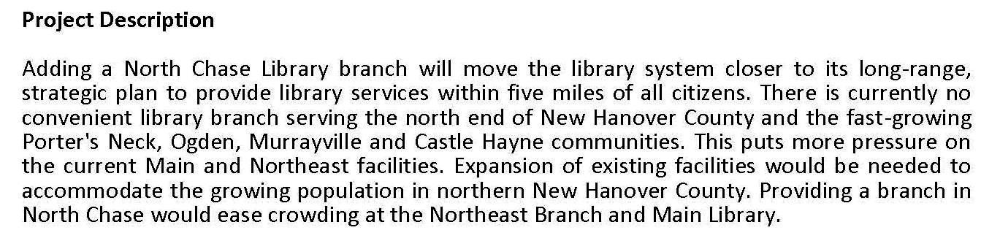 Project Description
Adding a North Chase Library branch will move the library system closer to its long-range,
strategic plan to provide library services within five miles of all citizens. There is currently no
convenient library branch serving the north end of New Hanover County and the fast-growing
Porter's Neck, Ogden, Murrayville and Castle Hayne communities. This puts more pressure on
the current Main and Northeast facilities. Expansion of existing facilities would be needed to
accommodate the growing population in northern New Hanover County. Providing a branch in
North Chase would ease crowding at the Northeast Branch and Main Library.